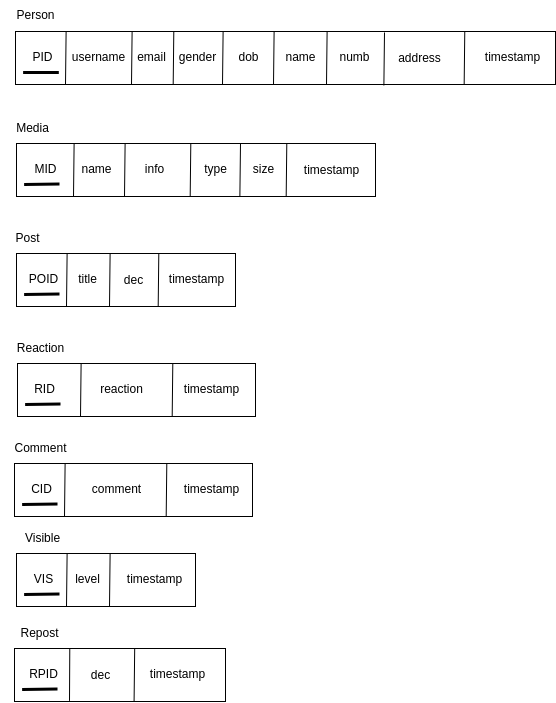 Person
PID username email gender dob name numb address timestamp
Media
MID name info type size timestamp
Post
POID title dec timestamp
Reaction
RID reaction timestamp
Comment
CID comment timestamp
Visible
VIS level timestamp
Repost
RPID dec timestamp